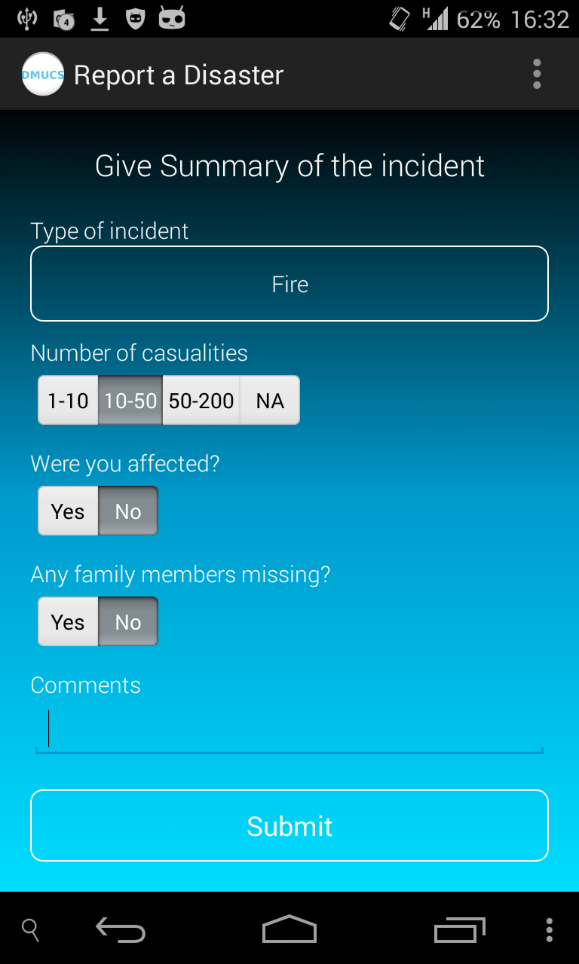 4 H 62% 16:32
DMUCS Report a Disaster
Give Summary of the incident
Type of incident
Fire
Number of casualities
1-10 10-50 50-200 NA
Were you affected?
Yes No
Any family members missing?
Yes No
Comments
Submit